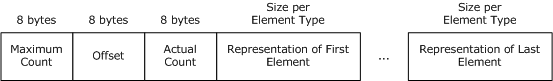 8 bytes 8 bytes 8 bytes Size per Element Type Size per Element Type
Maximum Count Offset Actual Count Representation of First Element ... Representation of Last Element